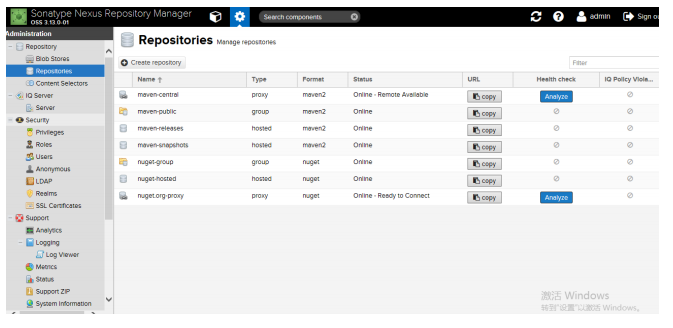 Sonatype Nexus Repository Manager
OSS 3.13.0-01
Search components
admin
Sign ou
Administration
Repository
Blob Stores
Repositories
Content Selectors
IQ Server
Server
Security
Privileges
Roles
Users
Anonymous
LDAP
Realms
SSL Certificates
Support
Analytics
Logging
Log Viewer
Metrics
Status
Support ZIP
System Information
Repositories Manage repositories
Create repository
Filter
Name Type Format Status URL Health check IQ Policy Viola...
maven-central proxy maven2 Online - Remote Available copy Analyze
maven-public group maven2 Online copy
maven-releases hosted maven2 Online copy
maven-snapshots hosted maven2 Online copy
nuget-group group nuget Online copy
nuget-hosted hosted nuget Online copy
nuget.org-proxy proxy nuget Online - Ready to Connect copy Analyze
激活 Windows
转到"设置"以激活 Windows。